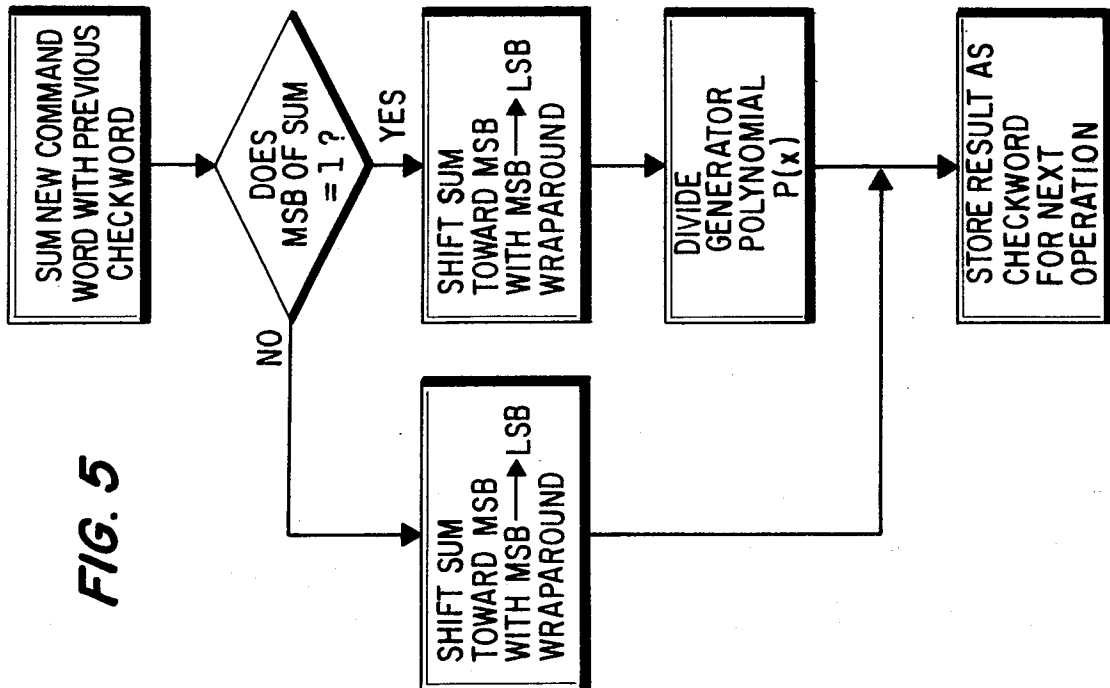 FIG. 5
SUM NEW COMMAND
WORD WITH PREVIOUS
CHECKWORD
DOES
MSB OF SUM
= 1 ?
NO
YES
SHIFT SUM
TOWARD MSB
WITH MSB→LSB
WRAPAROUND
SHIFT SUM
TOWARD MSB
WITH MSB→LSB
WRAPAROUND
DIVIDE
GENERATOR
POLYNOMIAL
P(x)
STORE RESULT AS
CHECKWORD
FOR NEXT
OPERATION